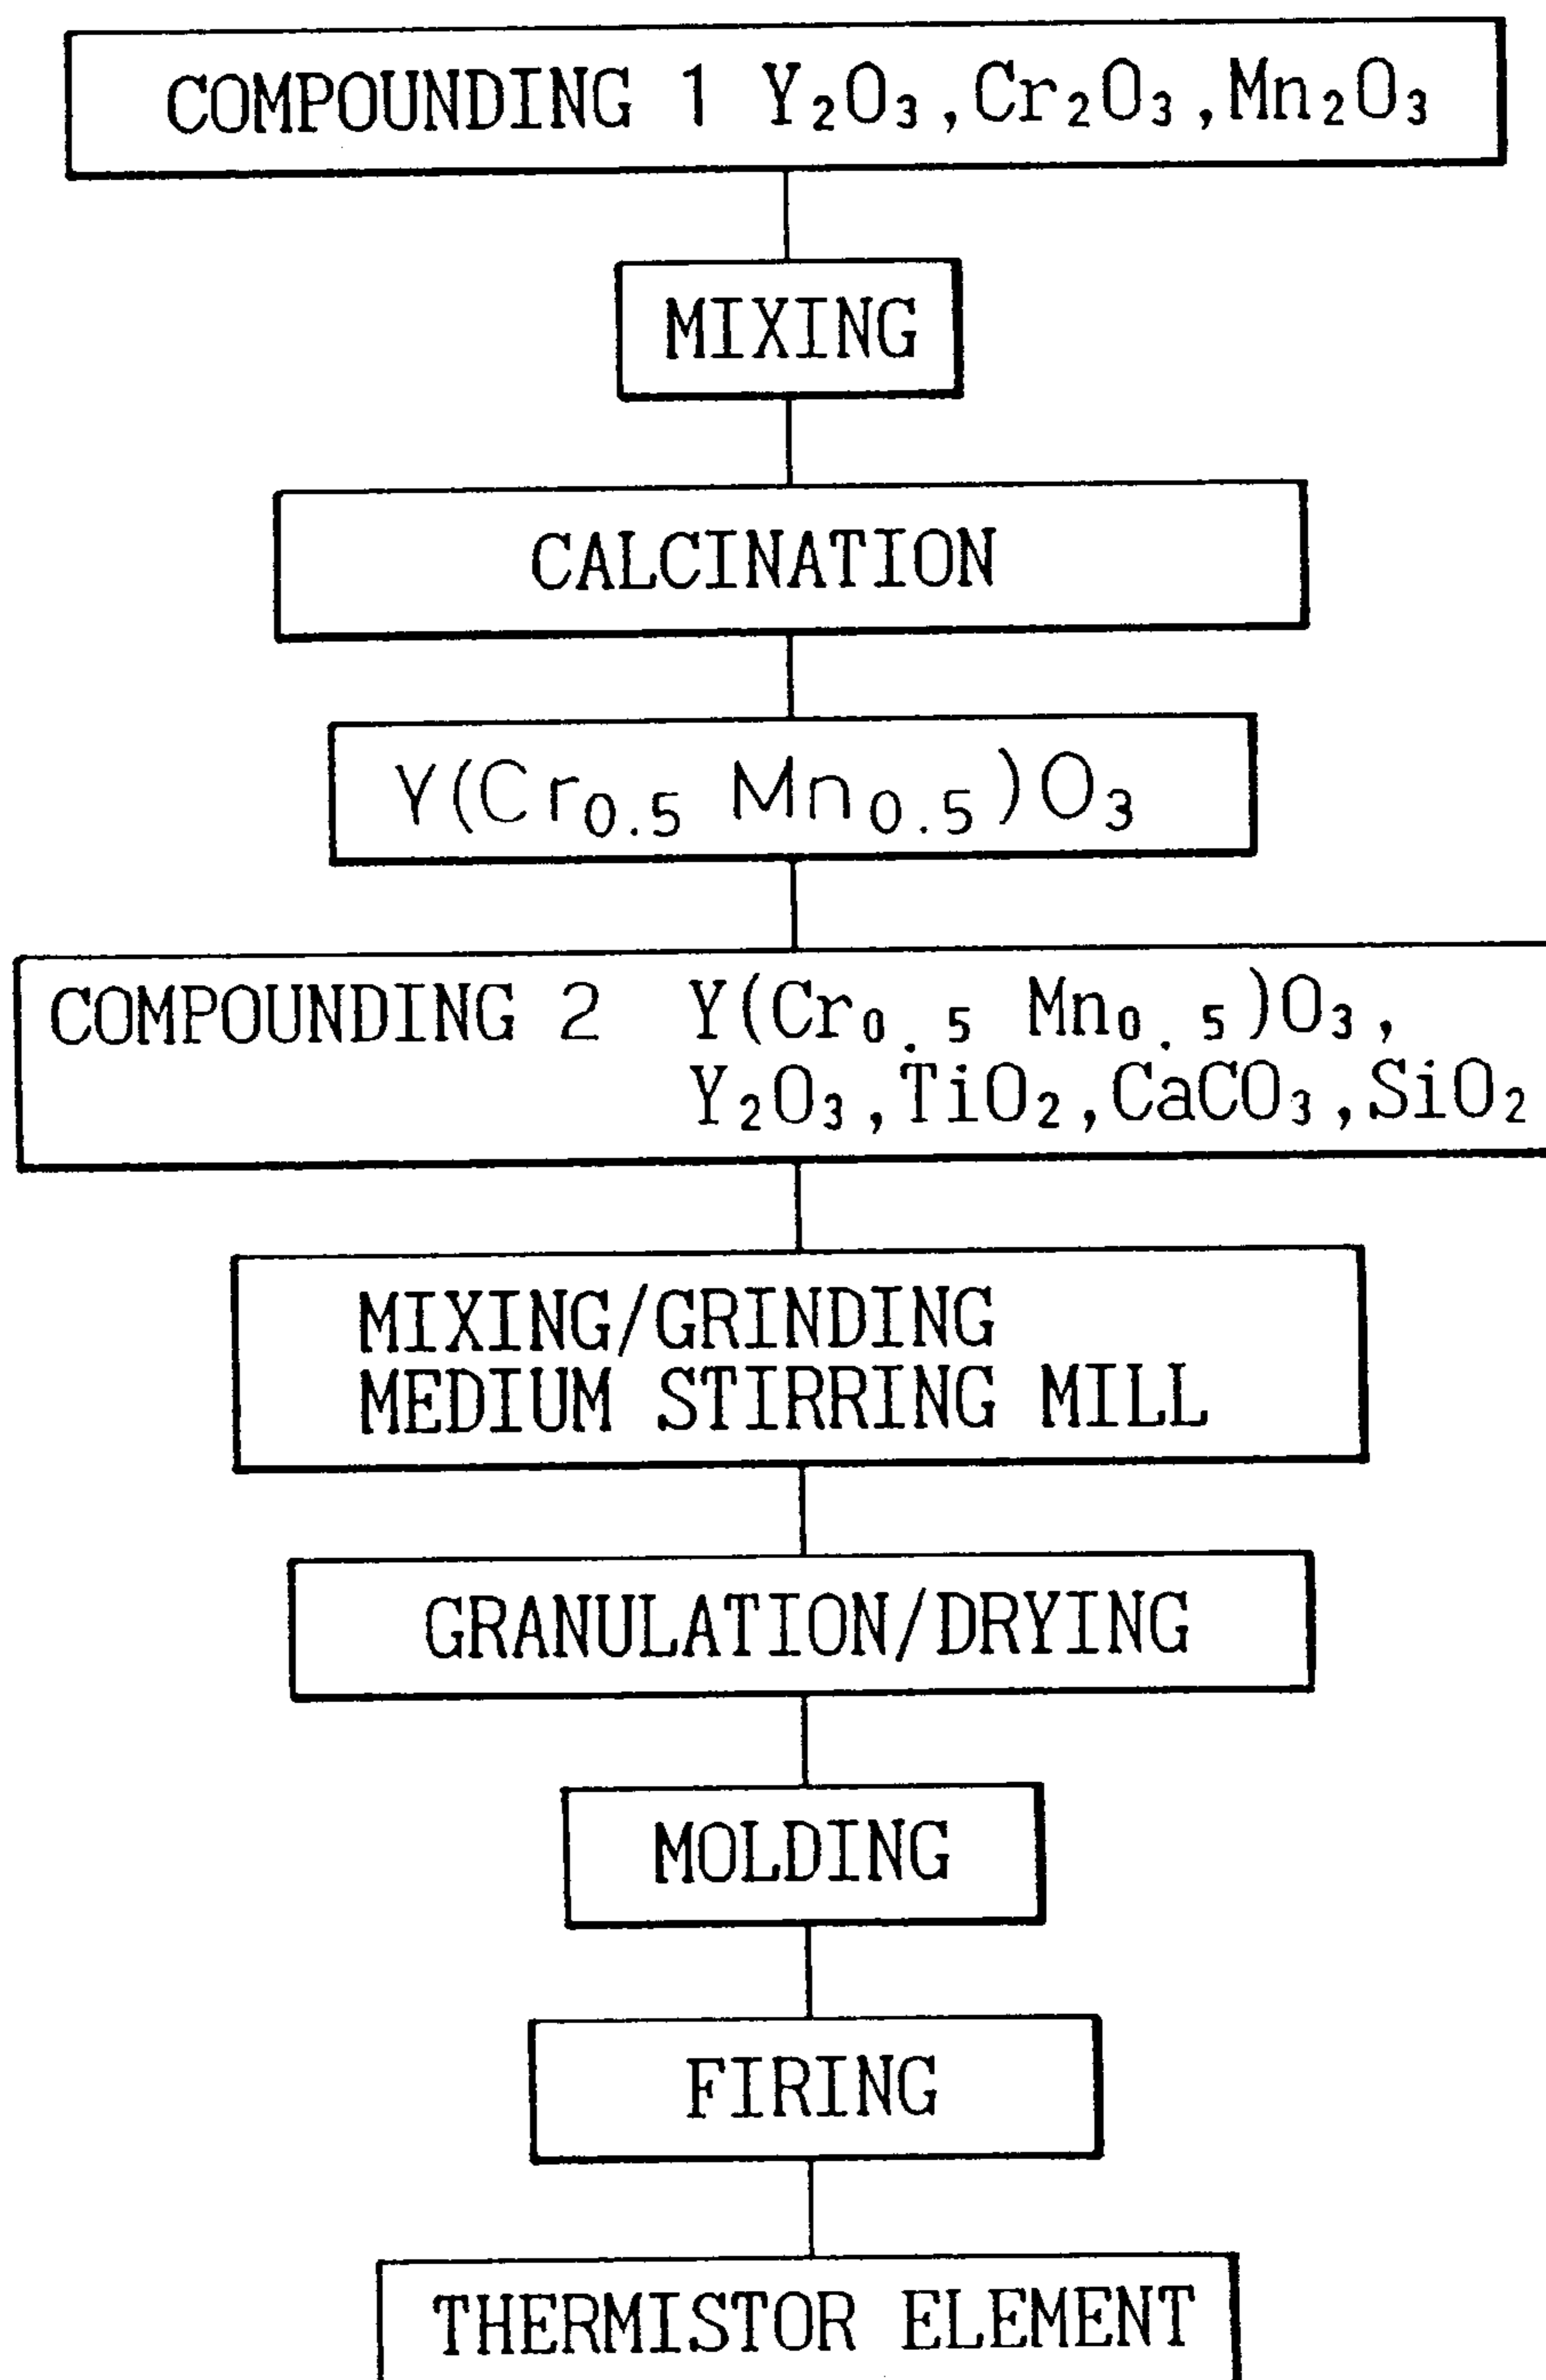 COMPOUNDING 1 Y₂O₃,Cr₂O₃,Mn₂O₃
MIXING
CALCINATION
Y(Cr₀.₅ Mn₀.₅)O₃
COMPOUNDING 2 Y(Cr₀.₅ Mn₀.₅)O₃,
Y₂O₃,TiO₂,CaCO₃,SiO₂
MIXING/GRINDING
MEDIUM STIRRING MILL
GRANULATION/DRYING
MOLDING
FIRING
THERMISTOR ELEMENT